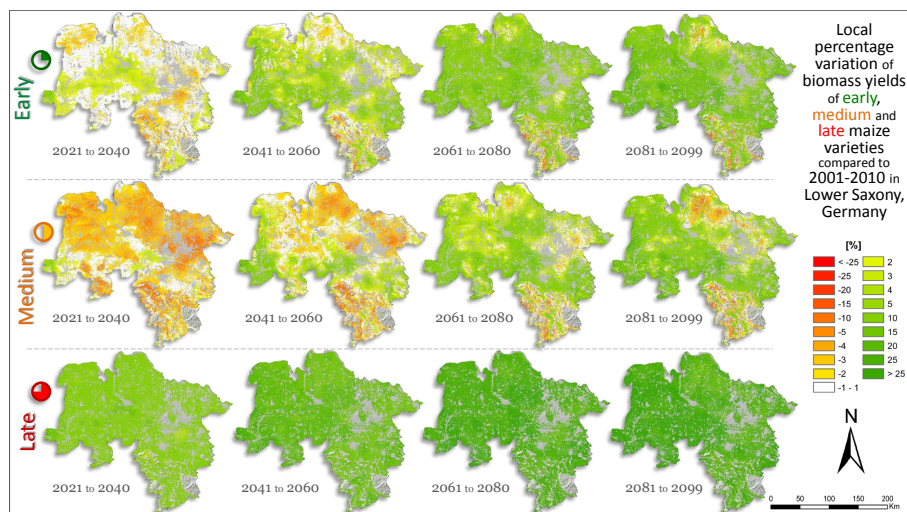 Early
2021 to 2040
2041 to 2060
2061 to 2080
2081 to 2099
Medium
2021 to 2040
2041 to 2060
2061 to 2080
2081 to 2099
Late
2021 to 2040
2041 to 2060
2061 to 2080
2081 to 2099
Local
percentage
variation of
biomass yields
of early,
medium and
late maize
varieties
compared to
2001-2010 in
Lower Saxony,
Germany
[%]
< -25
-25
-20
-15
-10
-5
-4
-3
-2
-1 - 1
2
3
4
5
10
15
20
25
> 25
N
0 50 100 150 200
Km